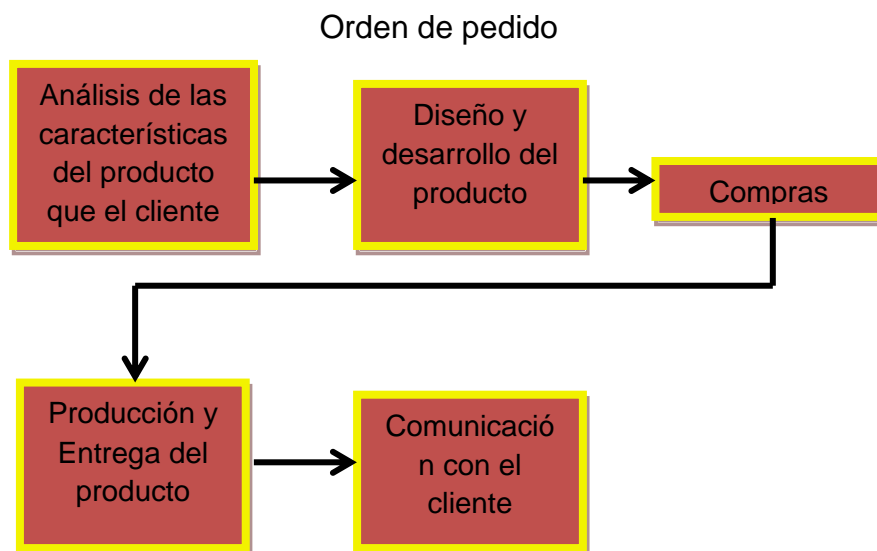 Orden de pedido
Análisis de las
características
del producto
que el cliente
Diseño y
desarrollo del
producto
Compras
Producción y
Entrega del
producto
Comunicació
n con el
cliente